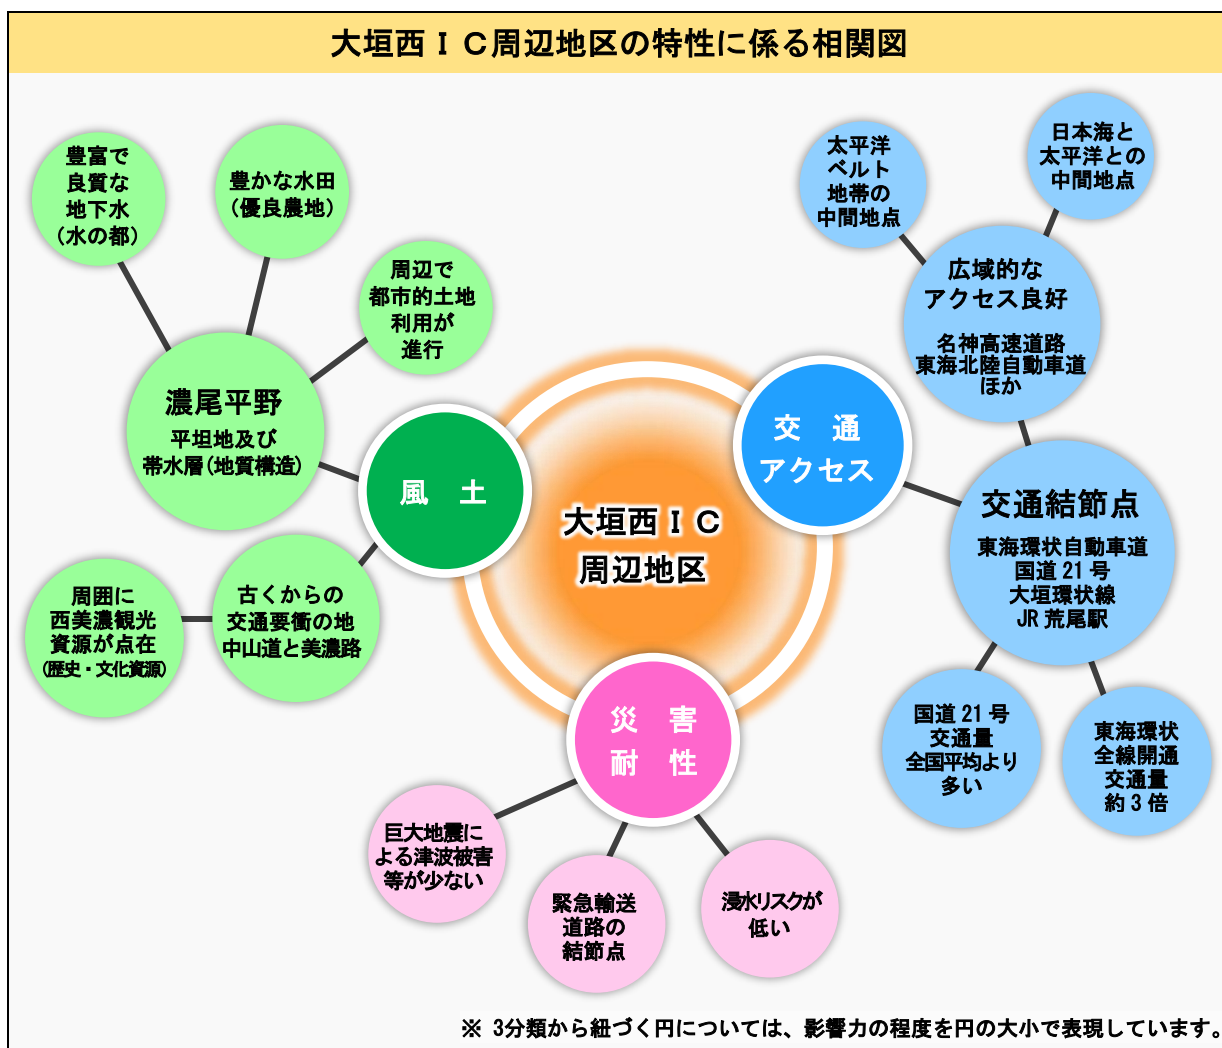 大垣西ＩＣ周辺地区の特性に係る相関図
豊富で
良質な
地下水
(水の都)
豊かな水田
(優良農地)
周辺で
都市的土地
利用が
進行
濃尾平野
平坦地及び
帯水層(地質構造)
風　土
古くからの
交通要衝の地
中山道と美濃路
周囲に
西美濃観光
資源が点在
(歴史・文化資源)
大垣西ＩＣ
周辺地区
交　通
アクセス
太平洋
ベルト
地帯の
中間地点
日本海と
太平洋との
中間地点
広域的な
アクセス良好
名神高速道路
東海北陸自動車道
ほか
交通結節点
東海環状自動車道
国道21号
大垣環状線
JR荒尾駅
国道21号
交通量
全国平均より
多い
東海環状
全線開通
交通量
約3倍
災　害
耐　性
巨大地震に
よる津波被害
等が少ない
緊急輸送
道路の
結節点
浸水リスクが
低い
※ 3分類から紐づく円については、影響力の程度を円の大小で表現しています。